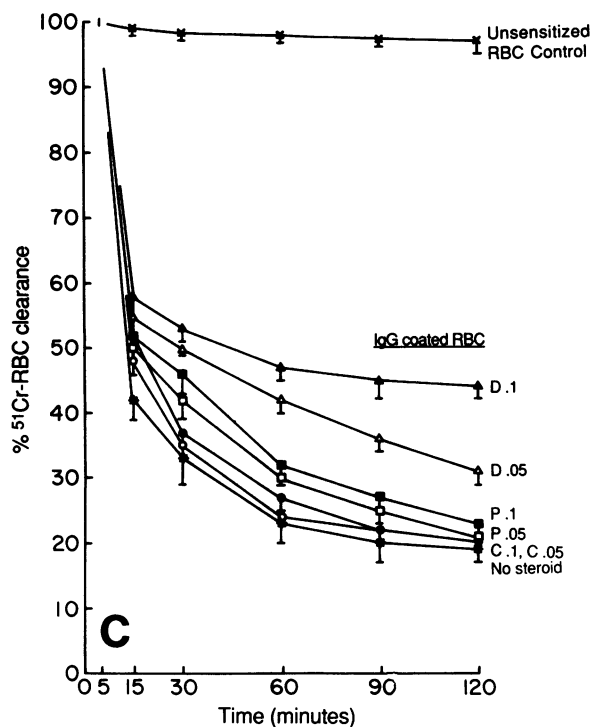 100
90
80
70
60
50
40
30
20
10
0
% ⁵¹Cr-RBC clearance
Unsensitized
RBC Control
IgG coated RBC
D .1
D .05
P .1
P .05
C .1, C .05
No steroid
C
0 5 15 30 60 90 120
Time (minutes)